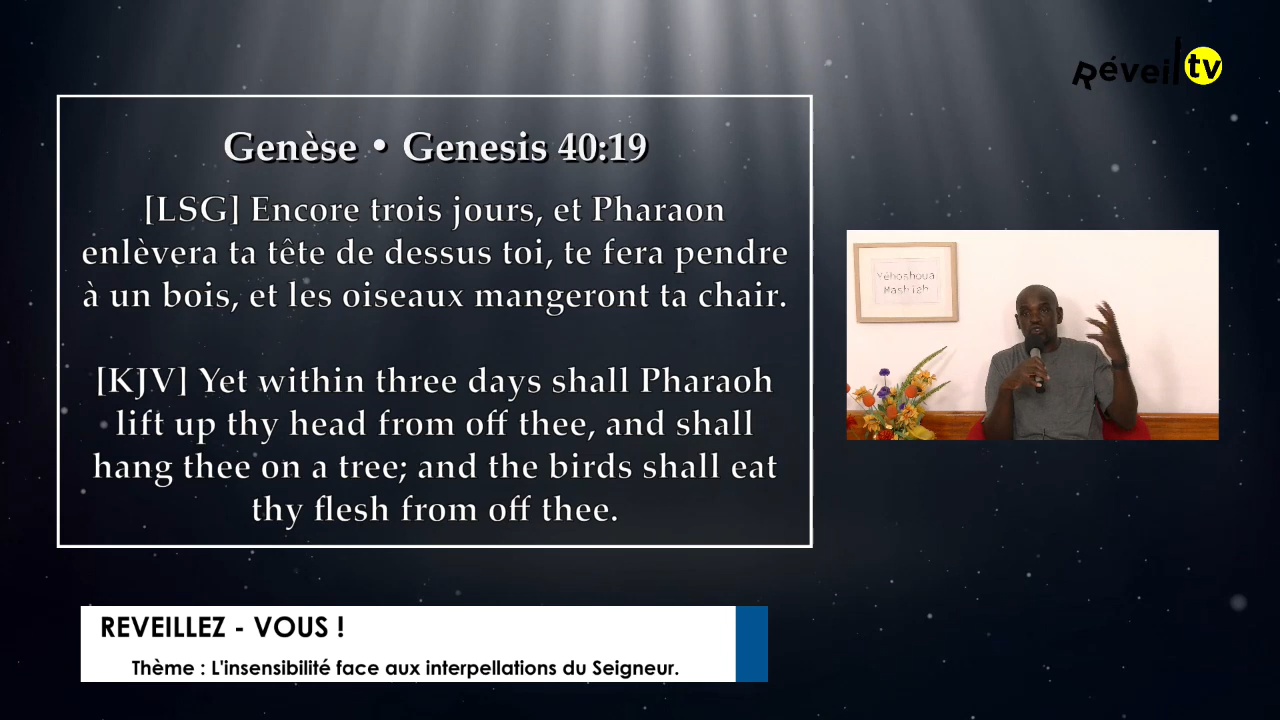 Réveil tv
Genèse • Genesis 40:19
[LSG] Encore trois jours, et Pharaon
enlèvera ta tête de dessus toi, te fera pendre
à un bois, et les oiseaux mangeront ta chair.
[KJV] Yet within three days shall Pharaoh
lift up thy head from off thee, and shall
hang thee on a tree; and the birds shall eat
thy flesh from off thee.
Yéhoshoua
Mashiah
REVEILLEZ - VOUS !
Thème : L'insensibilité face aux interpellations du Seigneur.